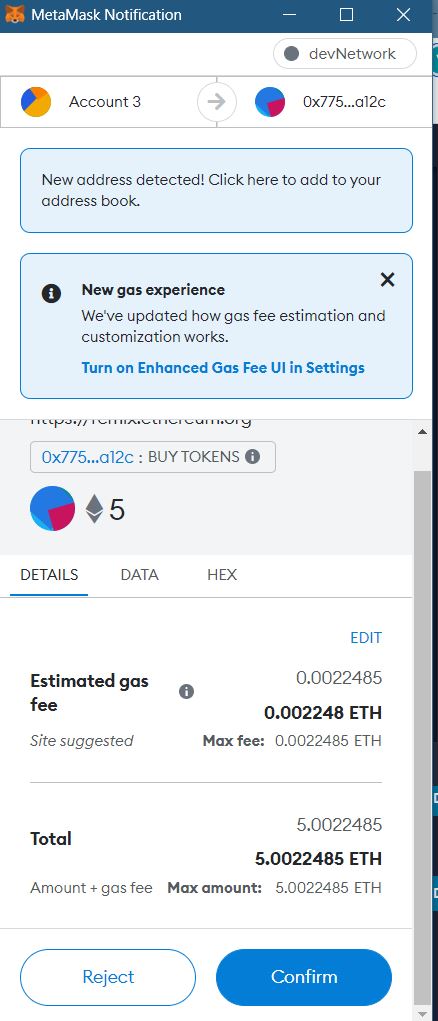 MetaMask Notification
devNetwork
Account 3
0x775...a12c
New address detected! Click here to add to your
address book.
New gas experience
We've updated how gas fee estimation and
customization works.
Turn on Enhanced Gas Fee UI in Settings
https://remix.ethereum.org
0x775...a12c : BUY TOKENS
5
DETAILS DATA HEX
EDIT
Estimated gas
fee
0.0022485
0.002248 ETH
Site suggested Max fee: 0.0022485 ETH
Total
5.0022485
5.0022485 ETH
Amount + gas fee Max amount: 5.0022485 ETH
Reject Confirm